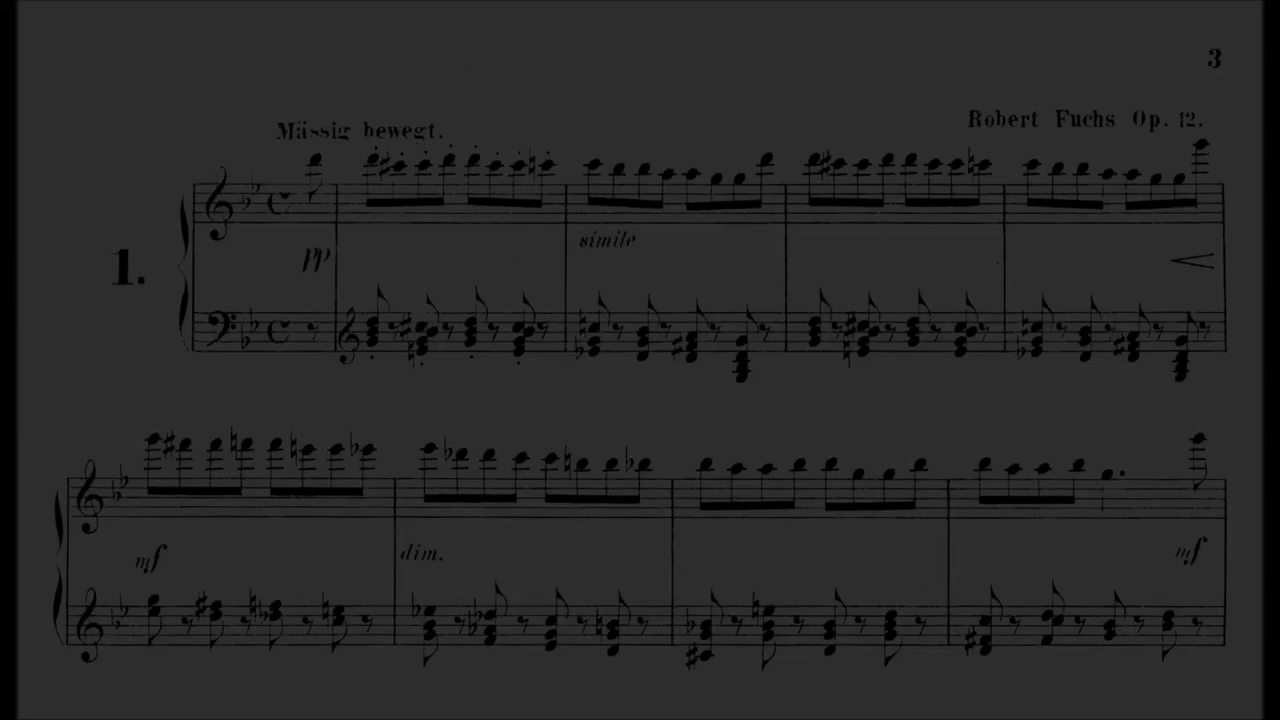 3
Mässig bewegt.
Robert Fuchs Op. 12.
1.
pp
simile
mf
dim.
mf